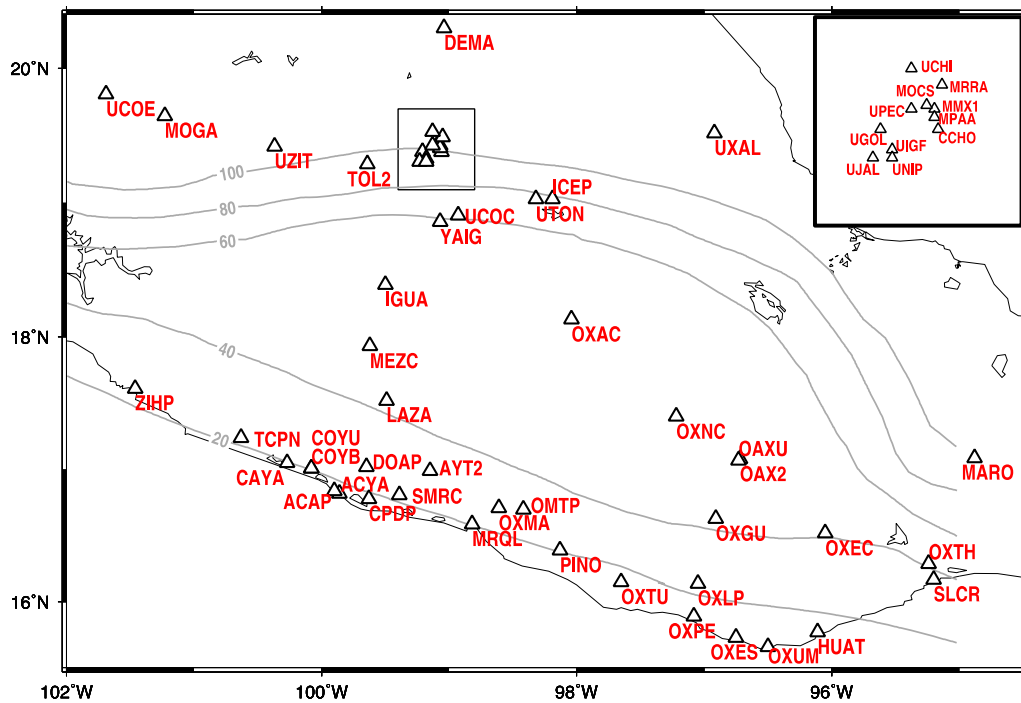 DEMA
20°N
UCOE
MOGA
UZIT
TOL2
UXAL
UCHI
MOCS
MRRA
UPEC
MMX1
MPAA
UGOL
CCHO
UIGF
UJAL
UNIP
100
80
60
ICEP
UTON
UCOC
YAIG
IGUA
OXAC
18°N
MEZC
40
ZIHP
LAZA
20
TCPN
COYU
COYB
CAYA
DOAP
AYT2
ACYA
ACAP
CPDP
SMRC
OXNC
OAXU
OAX2
MARO
OMTP
OXMA
MRQL
OXGU
OXEC
OXTH
PINO
SLCR
16°N
OXTU
OXLP
OXPE
OXES
OXUM
HUAT
102°W
100°W
98°W
96°W